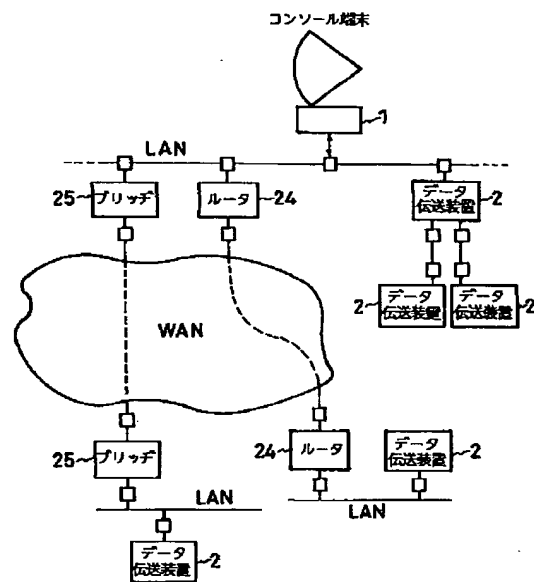 コンソール端末
1
LAN
25 ブリッヂ
ルータ 24
データ
伝送装置 2
2 データ
伝送装置
データ
伝送装置 2
WAN
25 ブリッヂ
24 ルータ
データ
伝送装置 2
LAN
LAN
データ
伝送装置 2